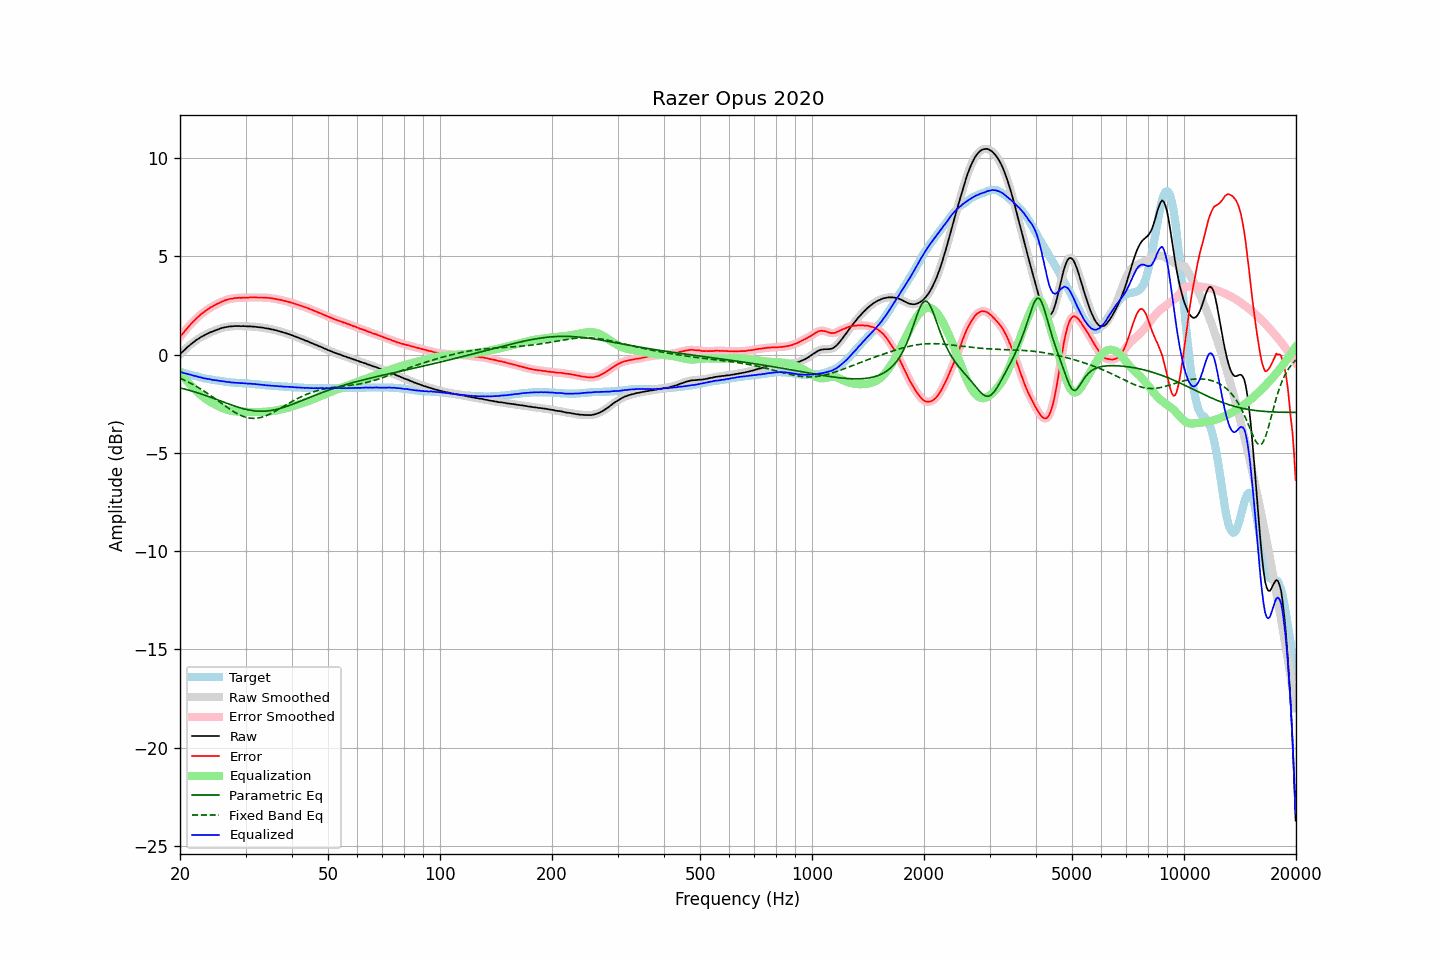 Razer Opus 2020
Amplitude (dBr)
10
5
0
−5
−10
−15
−20
−25
Target
Raw Smoothed
Error Smoothed
Raw
Error
Equalization
Parametric Eq
Fixed Band Eq
Equalized
20 50 100 200 500 1000 2000 5000 10000 20000
Frequency (Hz)